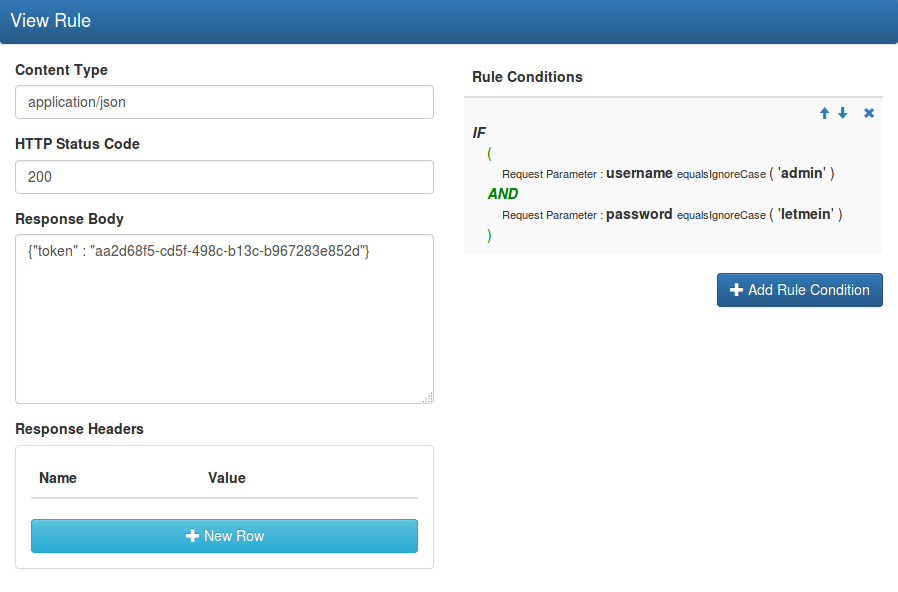 View Rule
Content Type
application/json
HTTP Status Code
200
Response Body
{"token" : "aa2d68f5-cd5f-498c-b13c-b967283e852d"}
Response Headers
Name Value
New Row
Rule Conditions
IF
(
Request Parameter : username equalsIgnoreCase ( 'admin' )
AND
Request Parameter : password equalsIgnoreCase ( 'letmein' )
)
Add Rule Condition